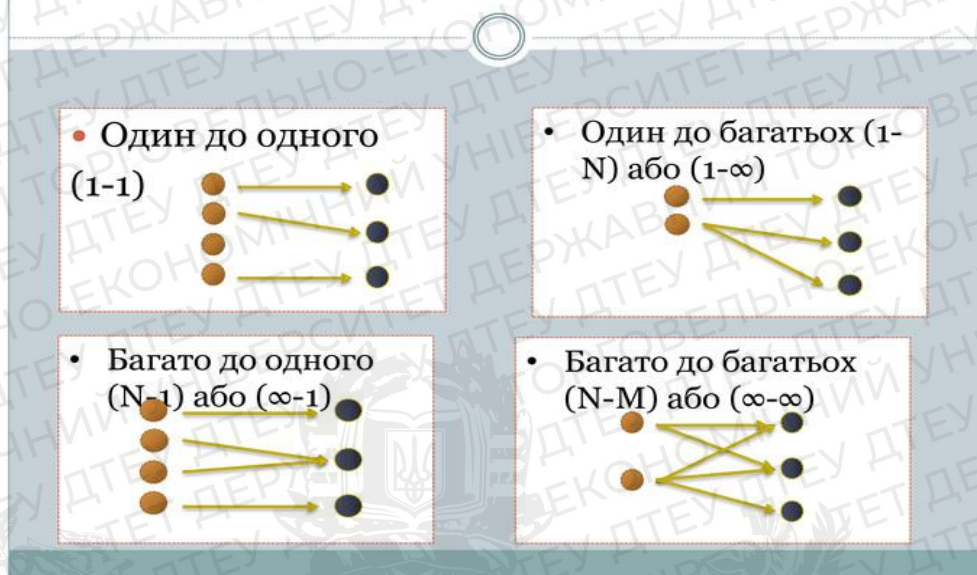 • Один до одного
(1-1)
• Один до багатьох (1-
N) або (1-∞)
• Багато до одного
(N-1) або (∞-1)
• Багато до багатьох
(N-M) або (∞-∞)